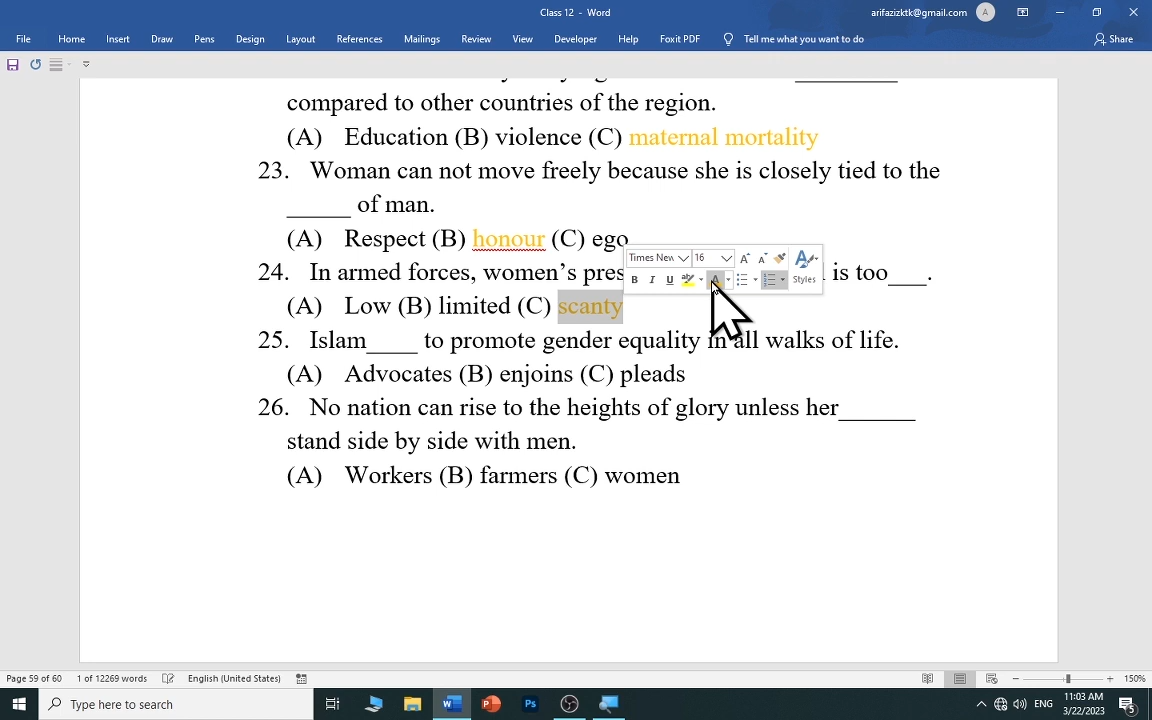 Class 12 - Word
arifazizktk@gmail.com
A
File Home Insert Draw Pens Design Layout References Mailings Review View Developer Help Foxit PDF Tell me what you want to do Share
compared to other countries of the region.
(A) Education (B) violence (C) maternal mortality
23. Woman can not move freely because she is closely tied to the
_____ of man.
(A) Respect (B) honour (C) ego
Times New 16
24. In armed forces, women's pres is too___.
B I U aby A Styles
(A) Low (B) limited (C) scanty
25. Islam____ to promote gender equality in all walks of life.
(A) Advocates (B) enjoins (C) pleads
26. No nation can rise to the heights of glory unless her______
stand side by side with men.
(A) Workers (B) farmers (C) women
Page 59 of 60 1 of 12269 words English (United States) 150%
Type here to search
ENG
11:03 AM
3/22/2023
5